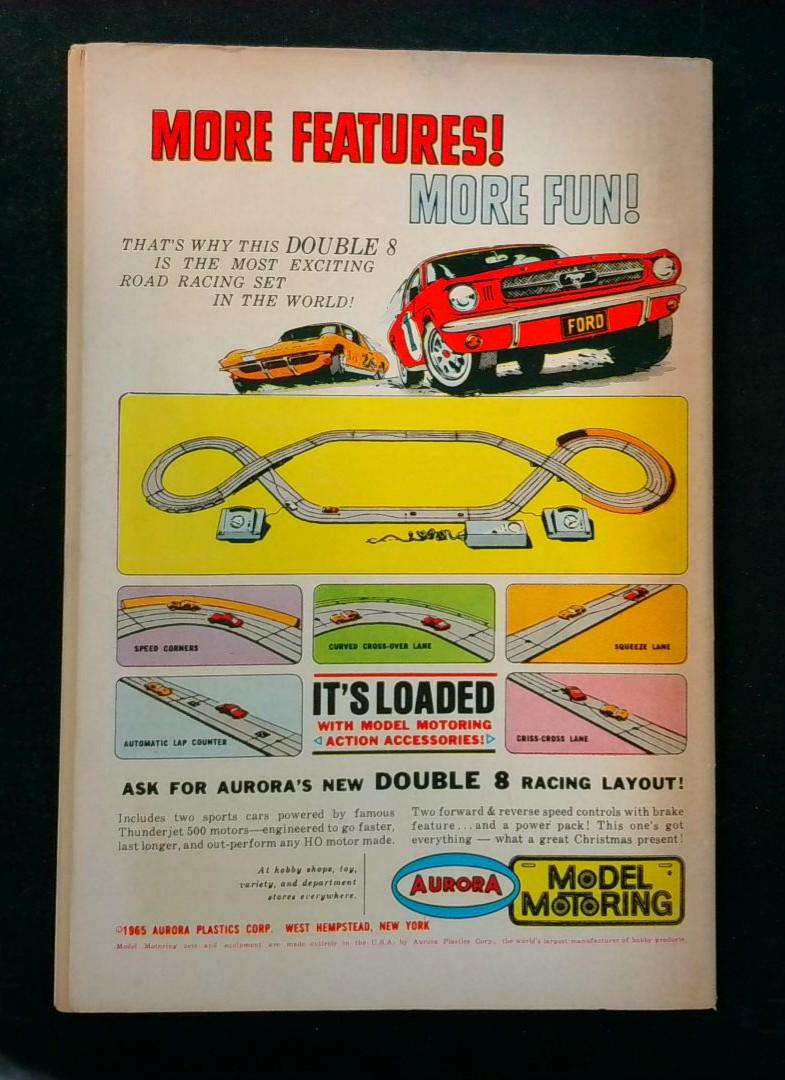 MORE FEATURES!
MORE FUN!
THAT'S WHY THIS DOUBLE 8
IS THE MOST EXCITING
ROAD RACING SET
IN THE WORLD!
1
FORD
SPEED CORNERS
CURVED CROSS-OVER LANE
SQUEEZE LANE
AUTOMATIC LAP COUNTER
IT'S LOADED
WITH MODEL MOTORING
ACTION ACCESSORIES!
CRISS-CROSS LANE
ASK FOR AURORA'S NEW DOUBLE 8 RACING LAYOUT!
Includes two sports cars powered by famous
Thunderjet 500 motors—engineered to go faster,
last longer, and out-perform any HO motor made.
Two forward & reverse speed controls with brake
feature...and a power pack! This one's got
everything — what a great Christmas present!
At hobby shops, toy,
variety, and department
stores everywhere.
AURORA
MODEL
MOTORING
©1965 AURORA PLASTICS CORP. WEST HEMPSTEAD, NEW YORK
Model Motoring sets and equipment are made entirely in the U.S.A. by Aurora Plastics Corp., the world's largest manufacturer of hobby products